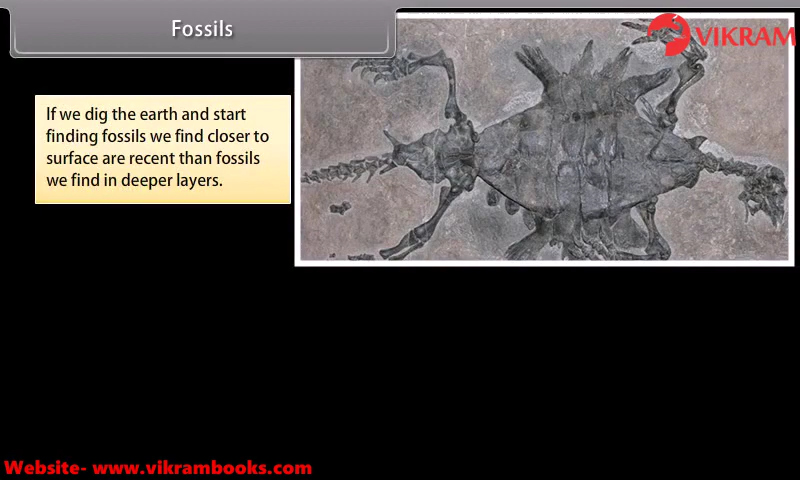 Fossils
VIKRAM
If we dig the earth and start
finding fossils we find closer to
surface are recent than fossils
we find in deeper layers.
Website- www.vikrambooks.com